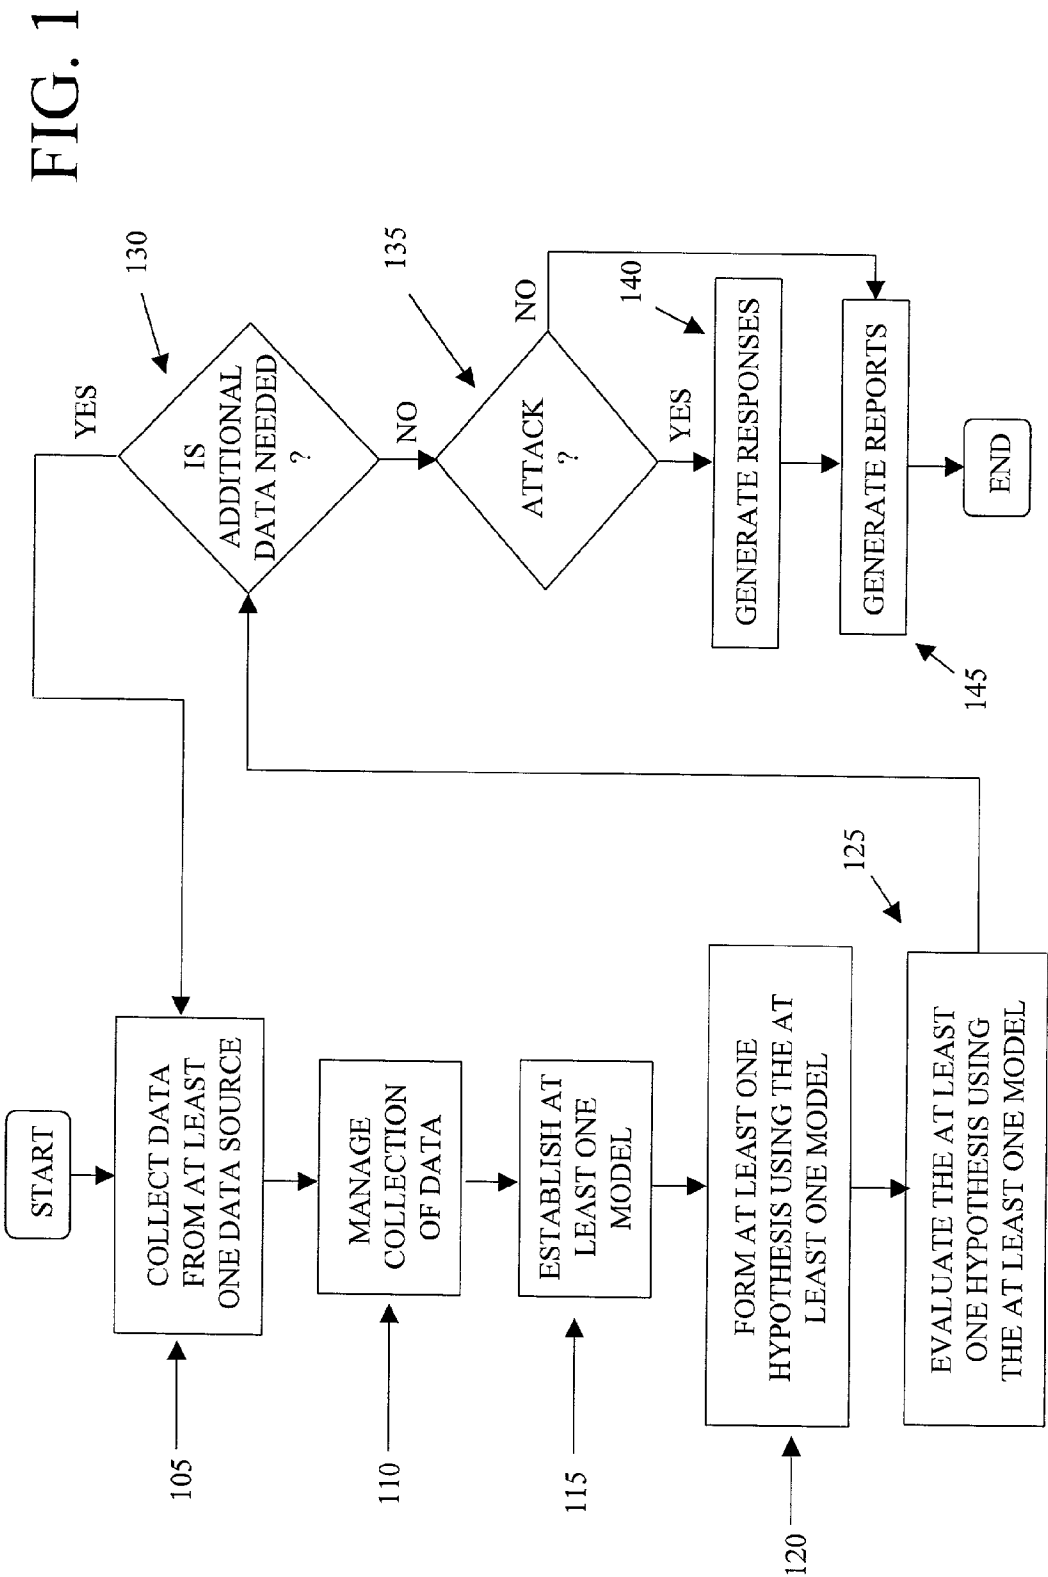 FIG. 1
START
COLLECT DATA
FROM AT LEAST
ONE DATA SOURCE
105
MANAGE
COLLECTION
OF DATA
110
ESTABLISH AT
LEAST ONE
MODEL
115
FORM AT LEAST ONE
HYPOTHESIS USING THE AT
LEAST ONE MODEL
120
EVALUATE THE AT LEAST
ONE HYPOTHESIS USING
THE AT LEAST ONE MODEL
125
YES
130
IS
ADDITIONAL
DATA NEEDED
?
NO
135
ATTACK
?
NO
YES
140
GENERATE RESPONSES
GENERATE REPORTS
145
END